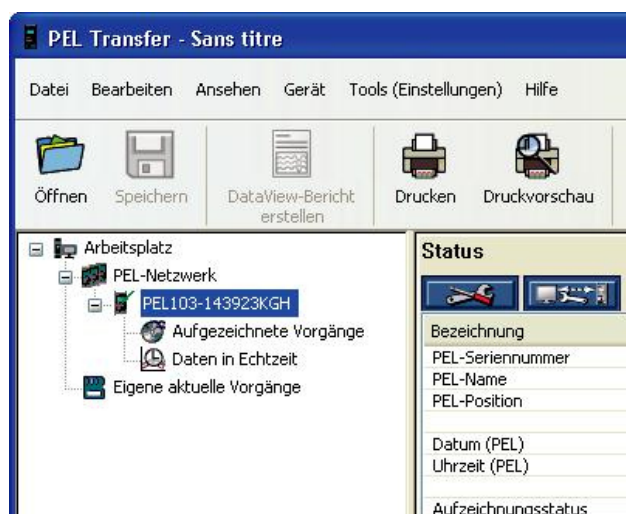 PEL Transfer - Sans titre
Datei Bearbeiten Ansehen Gerät Tools (Einstellungen) Hilfe
Öffnen Speichern DataView-Bericht erstellen Drucken Druckvorschau
Arbeitsplatz
PEL-Netzwerk
PEL103-143923KGH
Aufgezeichnete Vorgänge
Daten in Echtzeit
Eigene aktuelle Vorgänge
Status
Bezeichnung
PEL-Seriennummer
PEL-Name
PEL-Position
Datum (PEL)
Uhrzeit (PEL)
Aufzeichnungsstatus